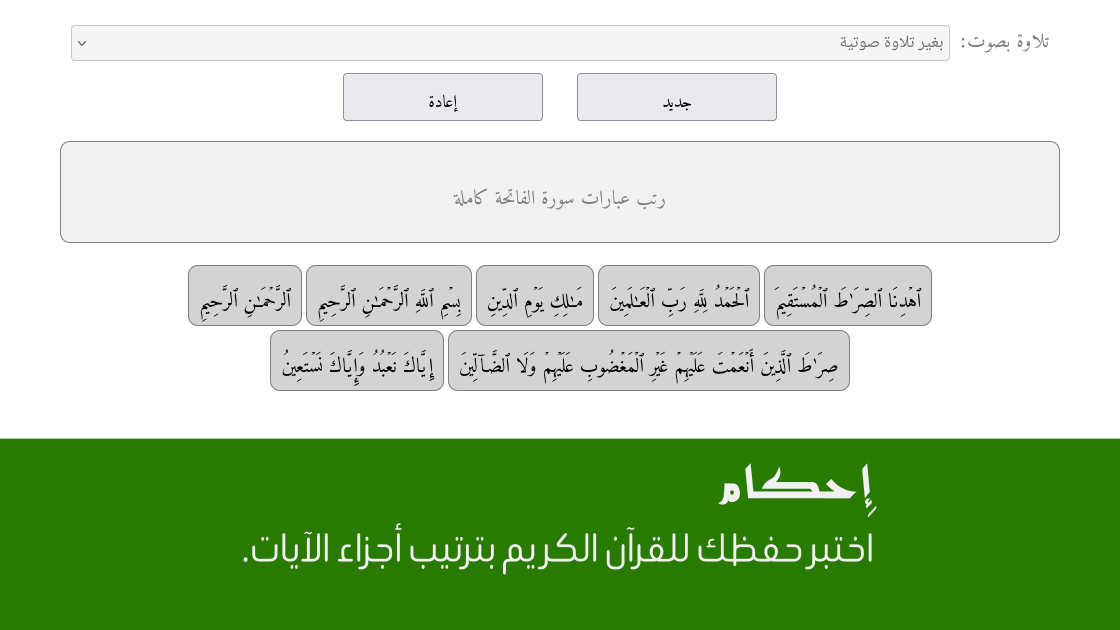 تلاوة بصوت: بغير تلاوة صوتية
جديد إعادة
رتب عبارات سورة الفاتحة كاملة
ٱهۡدِنَا ٱلصِّرَٰطَ ٱلۡمُسۡتَقِيمَ ٱلۡحَمۡدُ لِلَّهِ رَبِّ ٱلۡعَٰلَمِينَ مَٰلِكِ يَوۡمِ ٱلدِّينِ بِسۡمِ ٱللَّهِ ٱلرَّحۡمَٰنِ ٱلرَّحِيمِ ٱلرَّحۡمَٰنِ ٱلرَّحِيمِ
صِرَٰطَ ٱلَّذِينَ أَنۡعَمۡتَ عَلَيۡهِمۡ غَيۡرِ ٱلۡمَغۡضُوبِ عَلَيۡهِمۡ وَلَا ٱلضَّآلِّينَ إِيَّاكَ نَعۡبُدُ وَإِيَّاكَ نَسۡتَعِينُ
إِحكام
اختبر حفظك للقرآن الكريم بترتيب أجزاء الآيات.